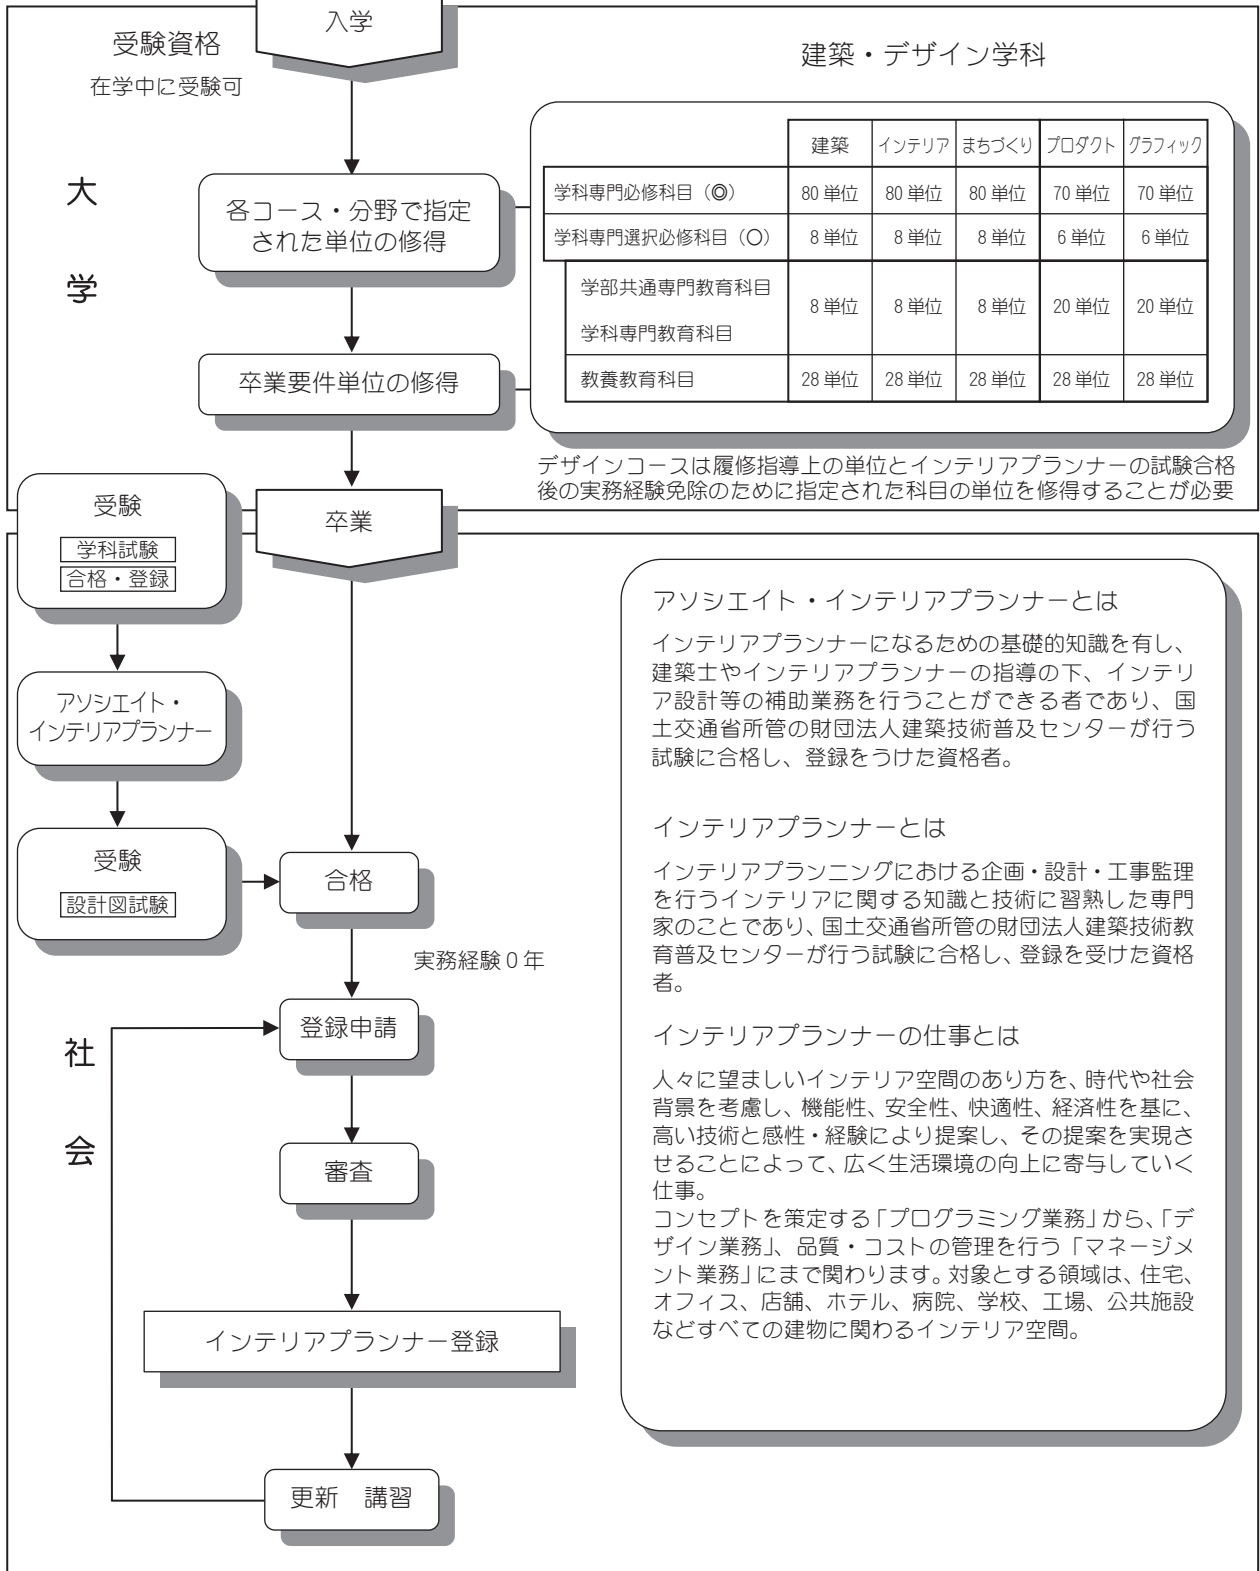 入学
受験資格
在学中に受験可
建築・デザイン学科
大
学
各コース・分野で指定
された単位の修得
卒業要件単位の修得
建築 インテリア まちづくり プロダクト グラフィック
学科専門必修科目（◎） 80単位 80単位 80単位 70単位 70単位
学科専門選択必修科目（○） 8単位 8単位 8単位 6単位 6単位
学部共通専門教育科目
8単位 8単位 8単位 20単位 20単位
学科専門教育科目
教養教育科目 28単位 28単位 28単位 28単位 28単位
デザインコースは履修指導上の単位とインテリアプランナーの試験合格
後の実務経験免除のために指定された科目の単位を修得することが必要
卒業
受験
学科試験
合格・登録
アソシエイト・
インテリアプランナー
受験
設計図試験
合格
実務経験０年
社
会
登録申請
審査
インテリアプランナー登録
更新　講習
アソシエイト・インテリアプランナーとは
インテリアプランナーになるための基礎的知識を有し、
建築士やインテリアプランナーの指導の下、インテリ
ア設計等の補助業務を行うことができる者であり、国
土交通省所管の財団法人建築技術普及センターが行う
試験に合格し、登録をうけた資格者。
インテリアプランナーとは
インテリアプランニングにおける企画・設計・工事監理
を行うインテリアに関する知識と技術に習熟した専門
家のことであり、国土交通省所管の財団法人建築技術教
育普及センターが行う試験に合格し、登録を受けた資格
者。
インテリアプランナーの仕事とは
人々に望ましいインテリア空間のあり方を、時代や社会
背景を考慮し、機能性、安全性、快適性、経済性を基に、
高い技術と感性・経験により提案し、その提案を実現さ
せることによって、広く生活環境の向上に寄与していく
仕事。
コンセプトを策定する「プログラミング業務」から、「デ
ザイン業務」、品質・コストの管理を行う「マネージメ
ント業務」にまで関わります。対象とする領域は、住宅、
オフィス、店舗、ホテル、病院、学校、工場、公共施設
などすべての建物に関わるインテリア空間。